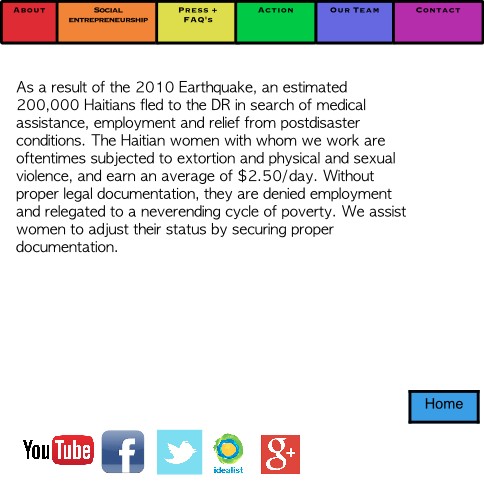 ABOUT
SOCIAL
ENTREPRENEURSHIP
PRESS +
FAQ'S
ACTION
OUR TEAM
CONTACT
As a result of the 2010 Earthquake, an estimated
200,000 Haitians fled to the DR in search of medical
assistance, employment and relief from postdisaster
conditions. The Haitian women with whom we work are
oftentimes subjected to extortion and physical and sexual
violence, and earn an average of $2.50/day. Without
proper legal documentation, they are denied employment
and relegated to a neverending cycle of poverty. We assist
women to adjust their status by securing proper
documentation.
Home
YouTube
f
idealist
g+